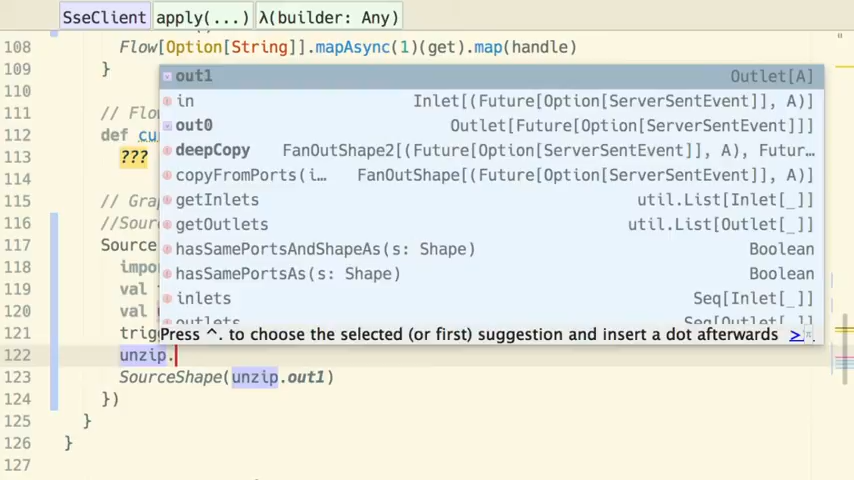 SseClient apply(...) λ(builder: Any)
108 Flow[Option[String]].mapAsync(1)(get).map(handle)
109 }
110
out1 Outlet[A]
in Inlet[(Future[Option[ServerSentEvent]], A)]
111 // Flo
out0 Outlet[Future[Option[ServerSentEvent]]]
112 def cu
deepCopy FanOutShape2[(Future[Option[ServerSentEvent]], A), Futur…
113 ???
copyFromPorts(i… FanOutShape[(Future[Option[ServerSentEvent]], A)]
114
getInlets util.List[Inlet[_]]
115 // Gra
getOutlets util.List[Outlet[_]]
116 //Sourc
hasSamePortsAndShapeAs(s: Shape) Boolean
117 Source
hasSamePortsAs(s: Shape) Boolean
118 impor
inlets Seq[Inlet[_]]
119 val
outlets Seq[Outlet[_]]
120 val
121 trig
Press ^. to choose the selected (or first) suggestion and insert a dot afterwards >> π
122 unzip.
123 SourceShape(unzip.out1)
124 })
125 }
126 }
127